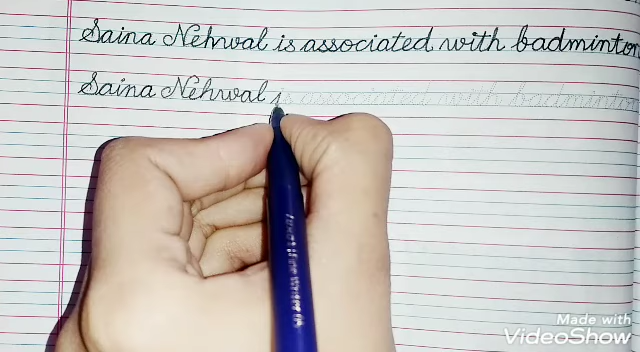 Saina Nehwal is associated with badminton
Saina Nehwal is associated with badminton
Made with
VideoShow